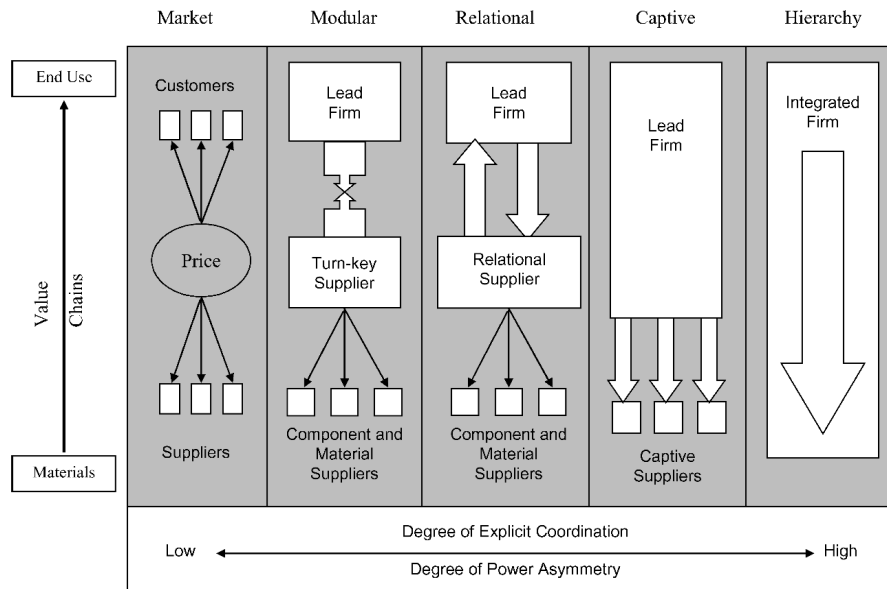 Market
Modular
Relational
Captive
Hierarchy
End Use
Value
Chains
Materials
Customers
Price
Suppliers
Lead
Firm
Turn-key
Supplier
Component and
Material
Suppliers
Lead
Firm
Relational
Supplier
Component and
Material
Suppliers
Lead
Firm
Captive
Suppliers
Integrated
Firm
Degree of Explicit Coordination
Low
High
Degree of Power Asymmetry